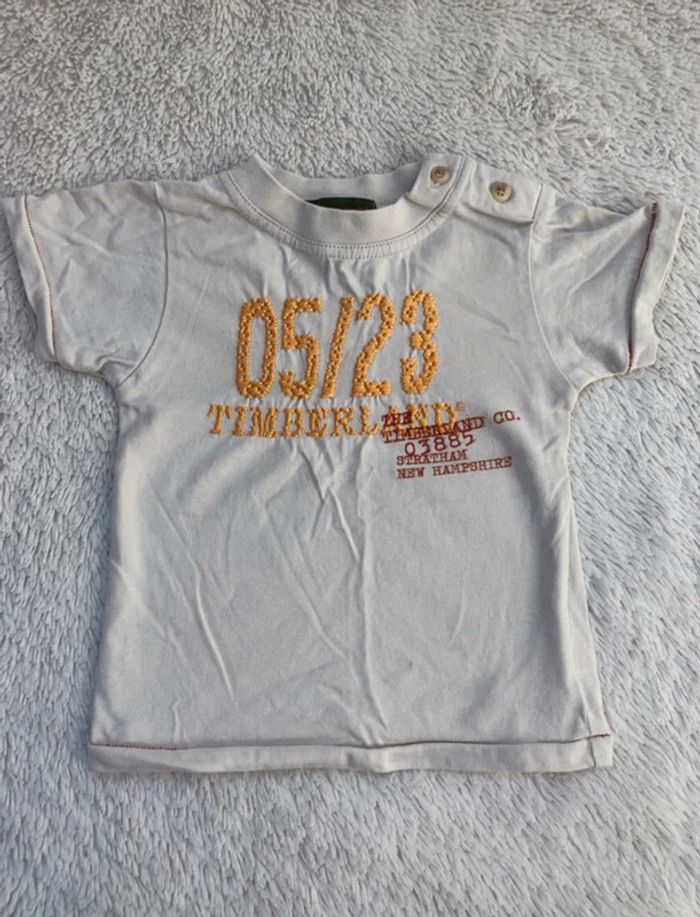 05/23
TIMBERLAND®
THE
TIMBERLAND CO.
03885
STRATHAM
NEW HAMPSHIRE